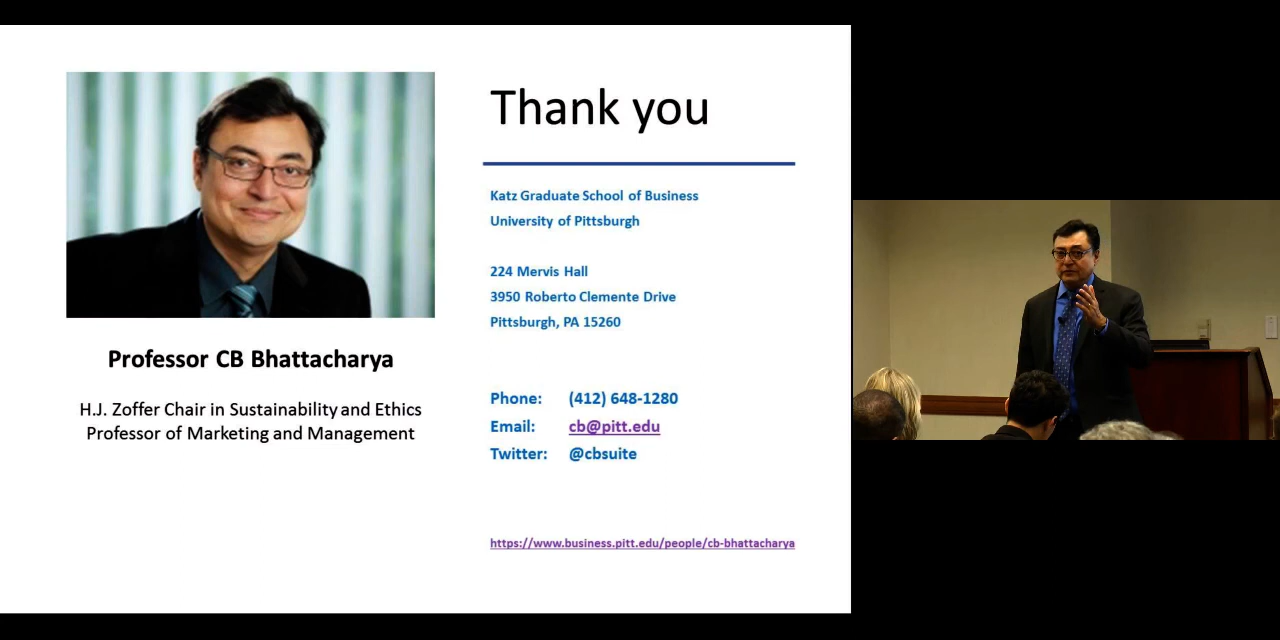 Thank you
Katz Graduate School of Business
University of Pittsburgh
224 Mervis Hall
3950 Roberto Clemente Drive
Pittsburgh, PA 15260
Professor CB Bhattacharya
H.J. Zoffer Chair in Sustainability and Ethics
Professor of Marketing and Management
Phone: (412) 648-1280
Email: cb@pitt.edu
Twitter: @cbsuite
https://www.business.pitt.edu/people/cb-bhattacharya